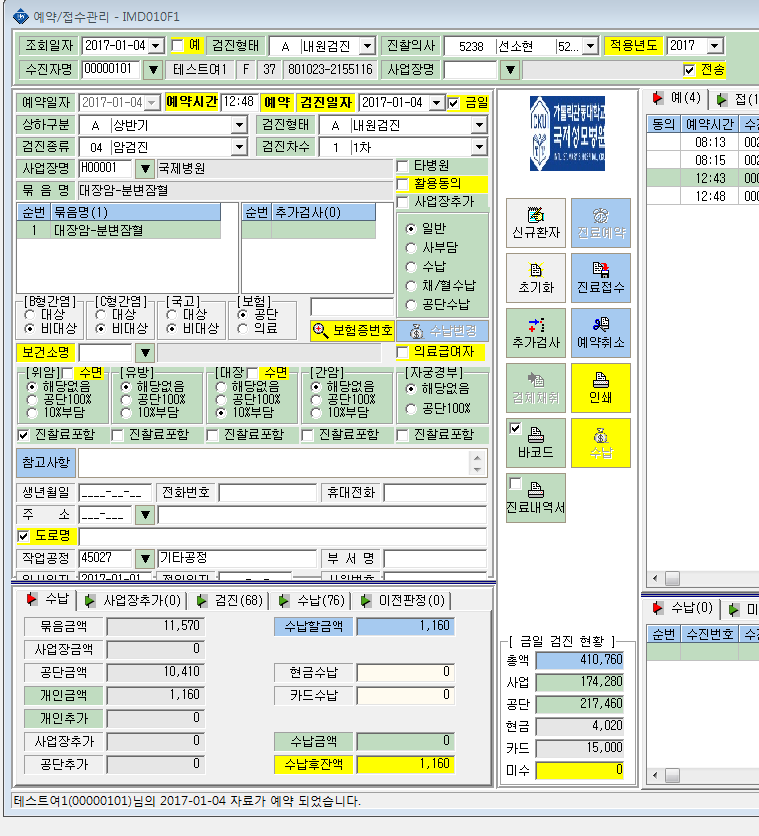 예약/접수관리 - IMD010F1
조회일자 2017-01-04 예 검진형태 A 내원검진 진찰의사 5238 선소현 52... 적용년도 2017
수진자명 00000101 테스트여1 F 37 801023-2155116 사업장명 전송
예약일자 2017-01-04 예약시간 12:48 예약 검진일자 2017-01-04 금일
상하구분 A 상반기 검진형태 A 내원검진
검진종류 04 암검진 검진차수 1 1차
사업장명 H00001 국제병원 타병원
묶 음 명 대장암-분변잠혈 활용동의
사업장추가
순번 묶음명(1) 순번 추가검사(0)
1 대장암-분변잠혈
일반
사부담
수납
채/혈수납
공단수납
[B형간염] [C형간염] [국고] [보험]
대상 대상 대상 공단
비대상 비대상 비대상 의료
보험증번호 수납변경
보건소명 의료급여자
[위암] 수면 [유방] [대장] 수면 [간암] [자궁경부]
해당없음 해당없음 해당없음 해당없음 해당없음
공단100% 공단100% 공단100% 공단100% 공단100%
10%부담 10%부담 10%부담 10%부담
진찰료포함 진찰료포함 진찰료포함 진찰료포함 진찰료포함
참고사항
생년월일 ____-__-__ 전화번호 휴대전화
주 소 ___-___
도로명
작업공정 45027 기타공정 부 서 명
가톨릭관동대학교
국제성모병원
CKU
신규환자 진료예약
초기화 진료접수
추가검사 예약취소
검체채취 인쇄
바코드 수납
진료내역서
예(4) 접(1
동의 예약시간 수
08:13 002
08:15 002
12:43 000
12:48 000
수납 사업장추가(0) 검진(68) 수납(76) 미전판정(0)
묶음금액 11,570 수납할금액 1,160
사업장금액 0
공단금액 10,410 현금수납 0
개인금액 1,160 카드수납 0
개인추가 0
사업장추가 0 수납금액 0
공단추가 0 수납후잔액 1,160
[ 금일 검진 현황 ]
총액 410,760
사업 174,280
공단 217,460
현금 4,020
카드 15,000
미수 0
수납(0) 미
순번 수진번호 수
테스트여1(00000101)님의 2017-01-04 자료가 예약 되었습니다.